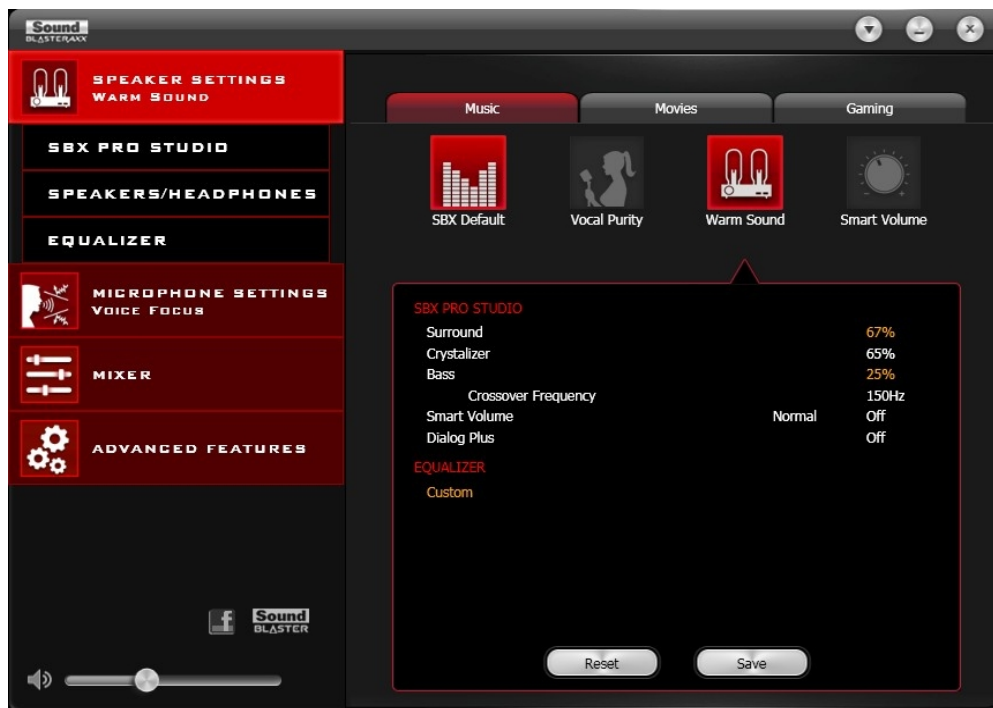 Sound
BLASTERAXX
SPEAKER SETTINGS
WARM SOUND
SBX PRO STUDIO
SPEAKERS/HEADPHONES
EQUALIZER
MICROPHONE SETTINGS
VOICE FOCUS
MIXER
ADVANCED FEATURES
f Sound
BLASTER
Music Movies Gaming
SBX Default Vocal Purity Warm Sound Smart Volume
SBX PRO STUDIO
Surround 67%
Crystalizer 65%
Bass 25%
Crossover Frequency 150Hz
Smart Volume Normal Off
Dialog Plus Off
EQUALIZER
Custom
Reset Save